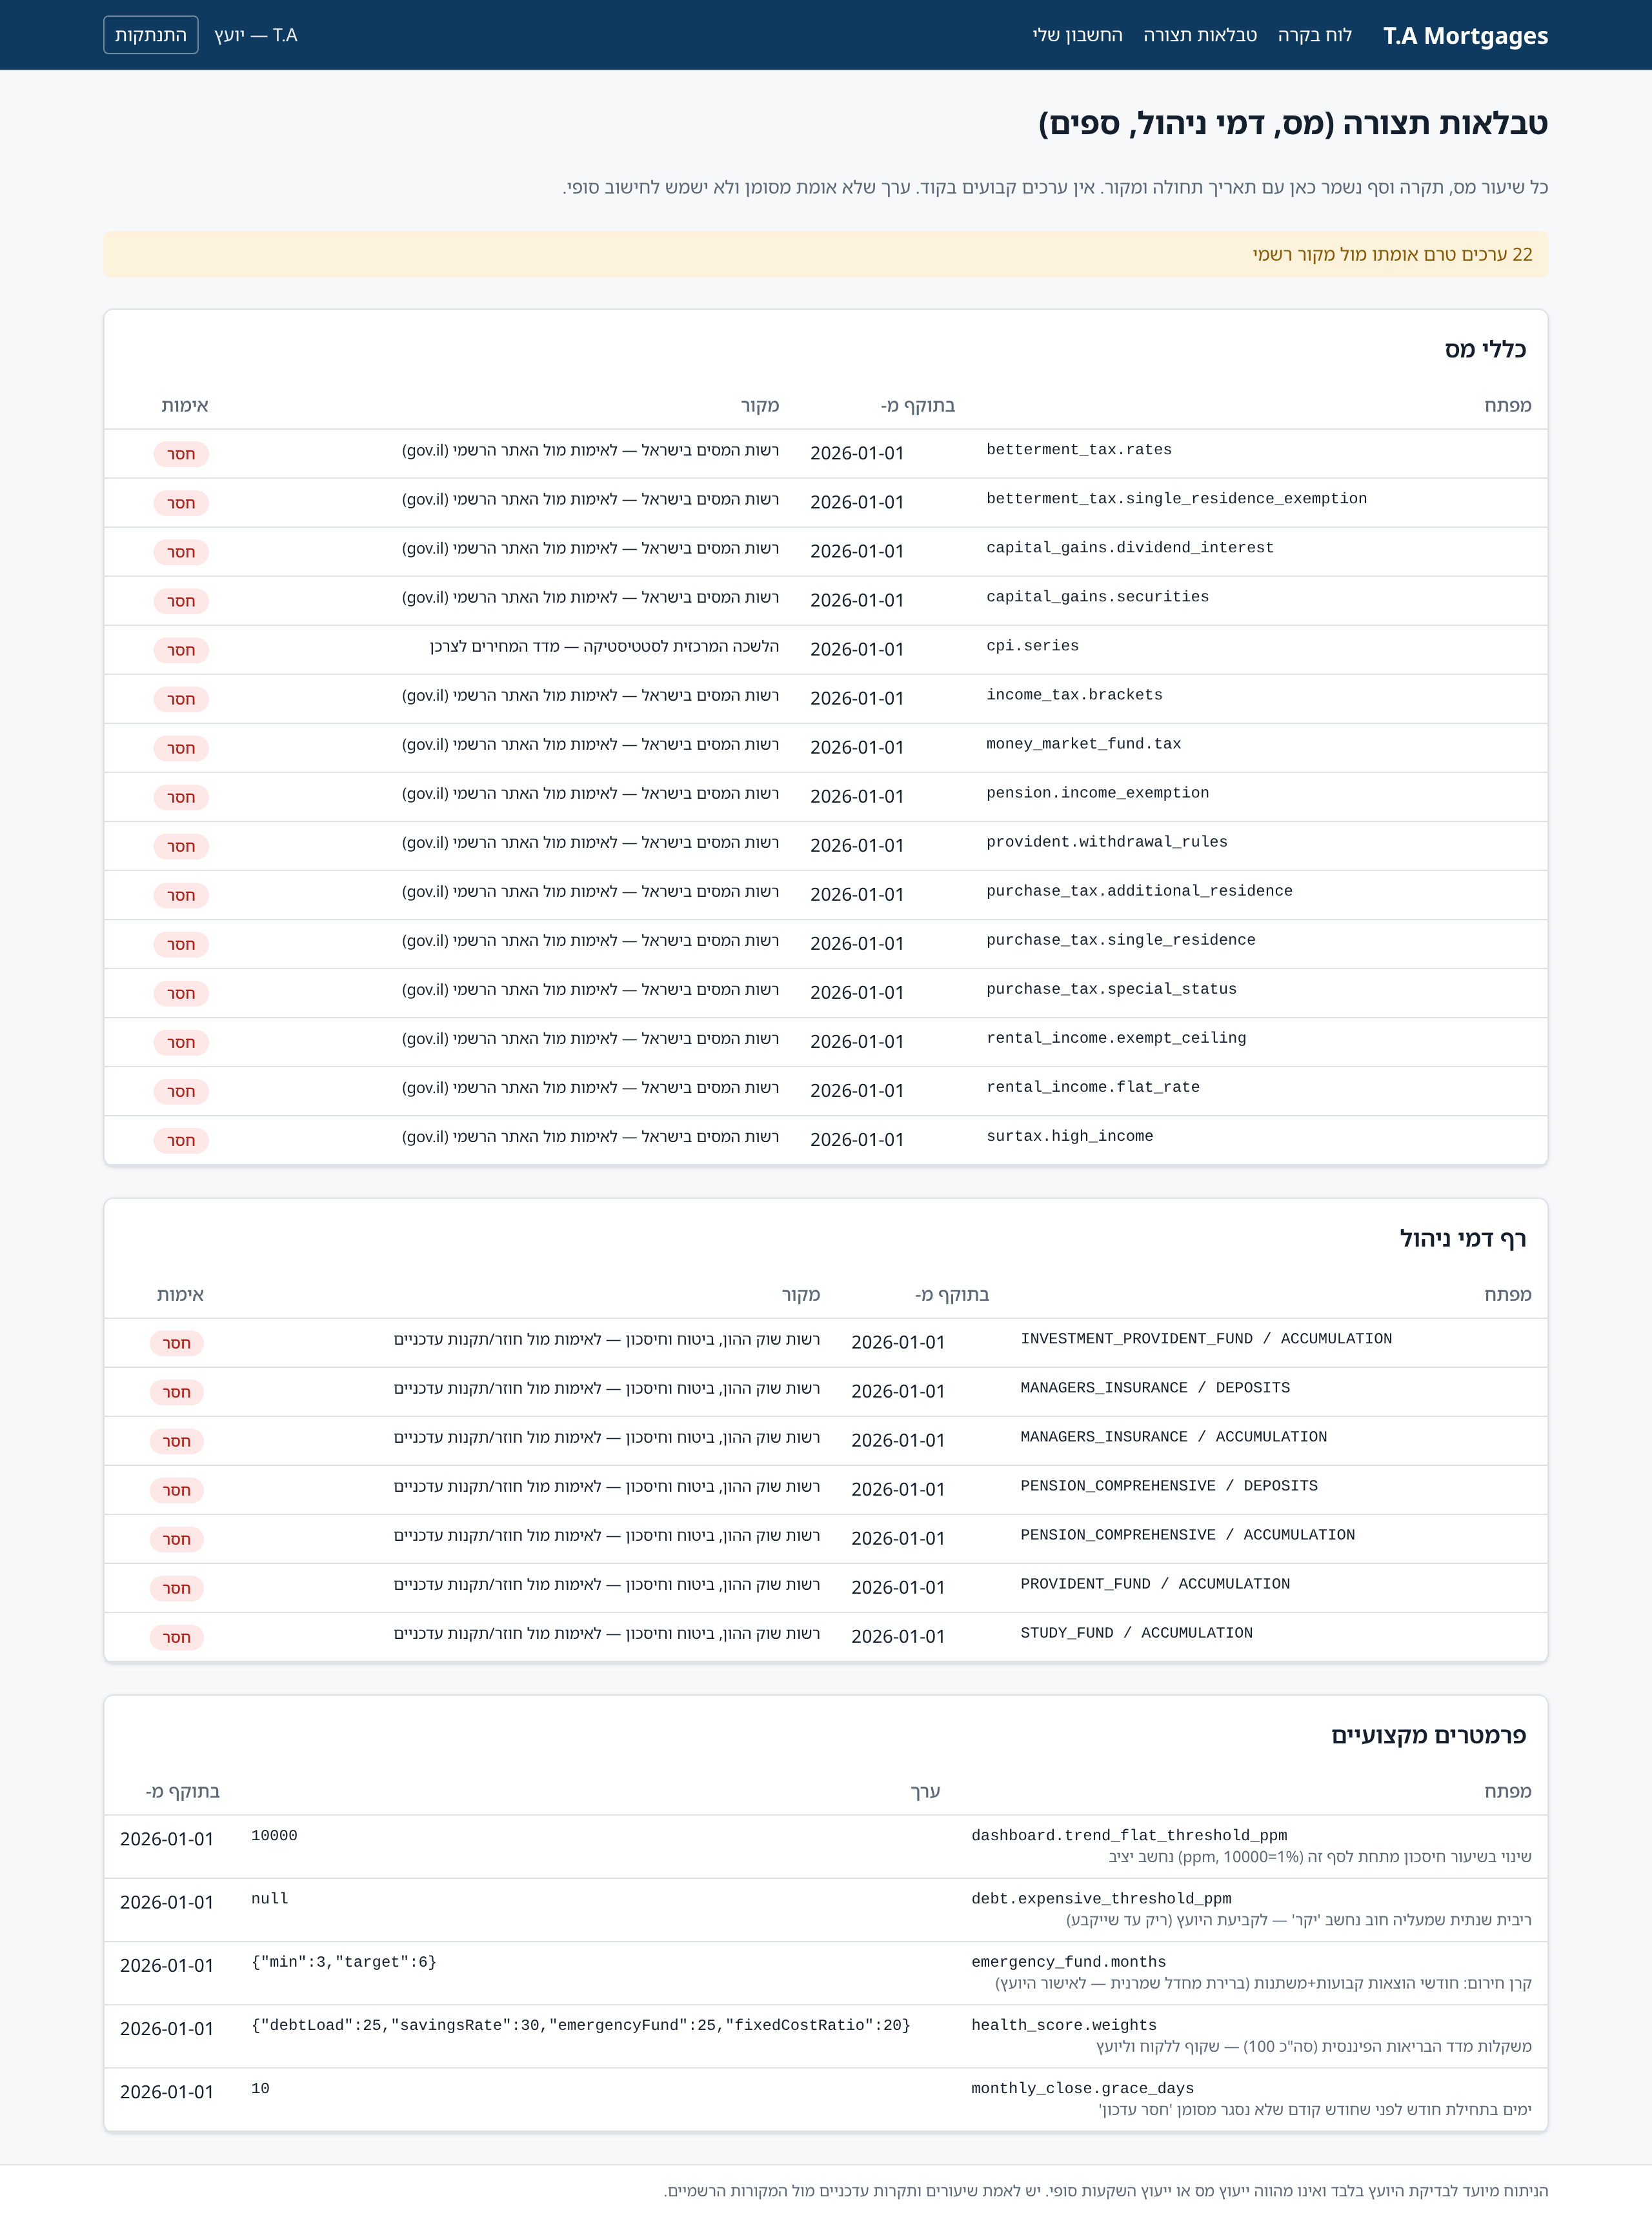 T.A Mortgages לוח בקרה טבלאות תצורה החשבון שלי T.A — יועץ התנתקות
טבלאות תצורה (מס, דמי ניהול, ספים)
כל שיעור מס, תקרה וסף נשמר כאן עם תאריך תחולה ומקור. אין ערכים קבועים בקוד. ערך שלא אומת מסומן ולא ישמש לחישוב סופי.
22 ערכים טרם אומתו מול מקור רשמי
כללי מס
מפתח בתוקף מ- מקור אימות
betterment_tax.rates 2026-01-01 רשות המסים בישראל — לאימות מול האתר הרשמי (gov.il) חסר
betterment_tax.single_residence_exemption 2026-01-01 רשות המסים בישראל — לאימות מול האתר הרשמי (gov.il) חסר
capital_gains.dividend_interest 2026-01-01 רשות המסים בישראל — לאימות מול האתר הרשמי (gov.il) חסר
capital_gains.securities 2026-01-01 רשות המסים בישראל — לאימות מול האתר הרשמי (gov.il) חסר
cpi.series 2026-01-01 הלשכה המרכזית לסטטיסטיקה — מדד המחירים לצרכן חסר
income_tax.brackets 2026-01-01 רשות המסים בישראל — לאימות מול האתר הרשמי (gov.il) חסר
money_market_fund.tax 2026-01-01 רשות המסים בישראל — לאימות מול האתר הרשמי (gov.il) חסר
pension.income_exemption 2026-01-01 רשות המסים בישראל — לאימות מול האתר הרשמי (gov.il) חסר
provident.withdrawal_rules 2026-01-01 רשות המסים בישראל — לאימות מול האתר הרשמי (gov.il) חסר
purchase_tax.additional_residence 2026-01-01 רשות המסים בישראל — לאימות מול האתר הרשמי (gov.il) חסר
purchase_tax.single_residence 2026-01-01 רשות המסים בישראל — לאימות מול האתר הרשמי (gov.il) חסר
purchase_tax.special_status 2026-01-01 רשות המסים בישראל — לאימות מול האתר הרשמי (gov.il) חסר
rental_income.exempt_ceiling 2026-01-01 רשות המסים בישראל — לאימות מול האתר הרשמי (gov.il) חסר
rental_income.flat_rate 2026-01-01 רשות המסים בישראל — לאימות מול האתר הרשמי (gov.il) חסר
surtax.high_income 2026-01-01 רשות המסים בישראל — לאימות מול האתר הרשמי (gov.il) חסר
רף דמי ניהול
מפתח בתוקף מ- מקור אימות
INVESTMENT_PROVIDENT_FUND / ACCUMULATION 2026-01-01 רשות שוק ההון, ביטוח וחיסכון — לאימות מול חוזר/תקנות עדכניים חסר
MANAGERS_INSURANCE / DEPOSITS 2026-01-01 רשות שוק ההון, ביטוח וחיסכון — לאימות מול חוזר/תקנות עדכניים חסר
MANAGERS_INSURANCE / ACCUMULATION 2026-01-01 רשות שוק ההון, ביטוח וחיסכון — לאימות מול חוזר/תקנות עדכניים חסר
PENSION_COMPREHENSIVE / DEPOSITS 2026-01-01 רשות שוק ההון, ביטוח וחיסכון — לאימות מול חוזר/תקנות עדכניים חסר
PENSION_COMPREHENSIVE / ACCUMULATION 2026-01-01 רשות שוק ההון, ביטוח וחיסכון — לאימות מול חוזר/תקנות עדכניים חסר
PROVIDENT_FUND / ACCUMULATION 2026-01-01 רשות שוק ההון, ביטוח וחיסכון — לאימות מול חוזר/תקנות עדכניים חסר
STUDY_FUND / ACCUMULATION 2026-01-01 רשות שוק ההון, ביטוח וחיסכון — לאימות מול חוזר/תקנות עדכניים חסר
פרמטרים מקצועיים
מפתח ערך בתוקף מ-
dashboard.trend_flat_threshold_ppm 10000 2026-01-01
שינוי בשיעור חיסכון מתחת לסף זה (ppm, 10000=1%) נחשב יציב
debt.expensive_threshold_ppm null 2026-01-01
ריבית שנתית שמעליה חוב נחשב 'יקר' — לקביעת היועץ (ריק עד שייקבע)
emergency_fund.months {"min":3,"target":6} 2026-01-01
קרן חירום: חודשי הוצאות קבועות+משתנות (ברירת מחדל שמרנית — לאישור היועץ)
health_score.weights {"debtLoad":25,"savingsRate":30,"emergencyFund":25,"fixedCostRatio":20} 2026-01-01
משקלות מדד הבריאות הפיננסית (סה"כ 100) — שקוף ללקוח וליועץ
monthly_close.grace_days 10 2026-01-01
ימים בתחילת חודש לפני שחודש קודם שלא נסגר מסומן 'חסר עדכון'
הניתוח מיועד לבדיקת היועץ בלבד ואינו מהווה ייעוץ מס או ייעוץ השקעות סופי. יש לאמת שיעורים ותקרות עדכניים מול המקורות הרשמיים.